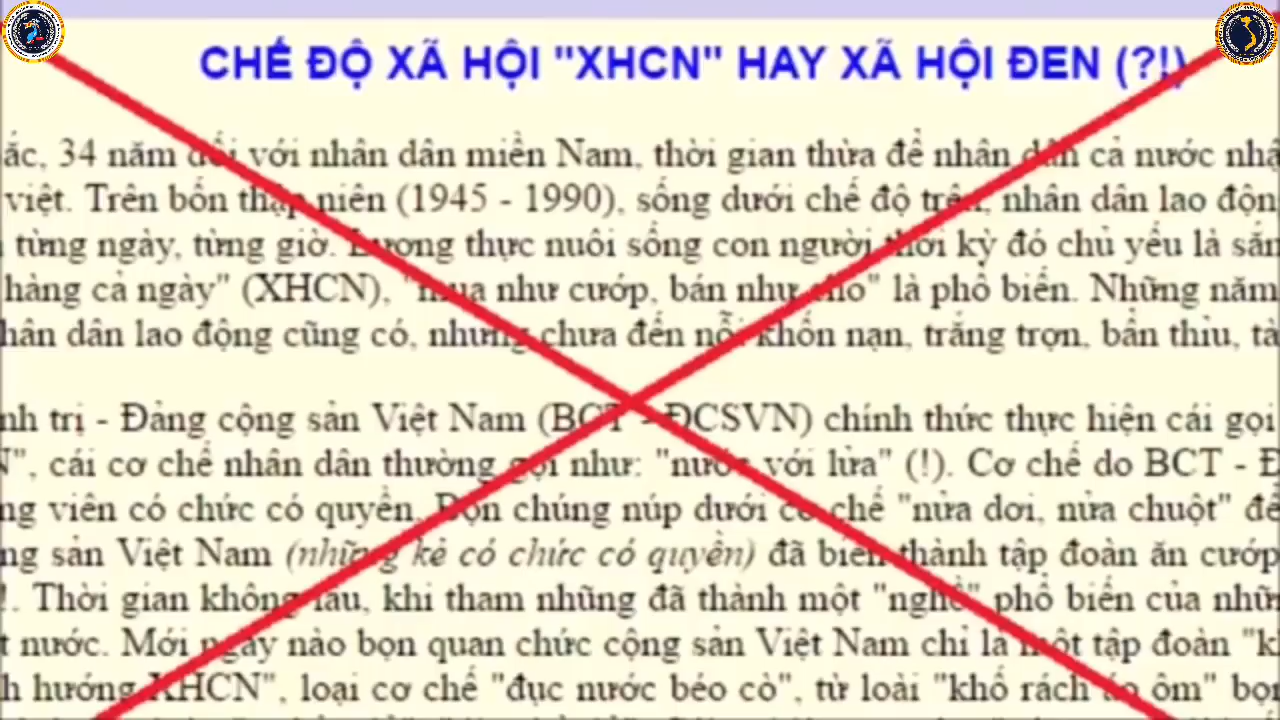 CHẾ ĐỘ XÃ HỘI "XHCN" HAY XÃ HỘI ĐEN (?!)
ắc, 34 năm đối với nhân dân miền Nam, thời gian thừa để nhân dân cả nước nhậ
việt. Trên bốn thập niên (1945 - 1990), sống dưới chế độ trên, nhân dân lao độn
từng ngày, từng giờ. Lương thực nuôi sống con người thời kỳ đó chủ yếu là sắn
hàng cả ngày" (XHCN), "mua như cướp, bán như cho" là phổ biến. Những năm
hân dân lao động cũng có, nhưng chưa đến nỗi khốn nạn, trắng trợn, bẩn thỉu, tà
nh trị - Đảng cộng sản Việt Nam (BCT - ĐCSVN) chính thức thực hiện cái gọi
N", cái cơ chế nhân dân thường gọi như: "nước với lửa" (!). Cơ chế do BCT - Đ
ng viên có chức có quyền. Bọn chúng núp dưới cơ chế "nửa dơi, nửa chuột" để
ng sản Việt Nam (những kẻ có chức có quyền) đã biến thành tập đoàn ăn cướp
!. Thời gian không lâu, khi tham nhũng đã thành một "nghề" phổ biến của nhữn
t nước. Mới ngày nào bọn quan chức cộng sản Việt Nam chỉ là một tập đoàn "k
h hướng XHCN", loại cơ chế "đục nước béo cò", từ loài "khố rách áo ôm" bọn